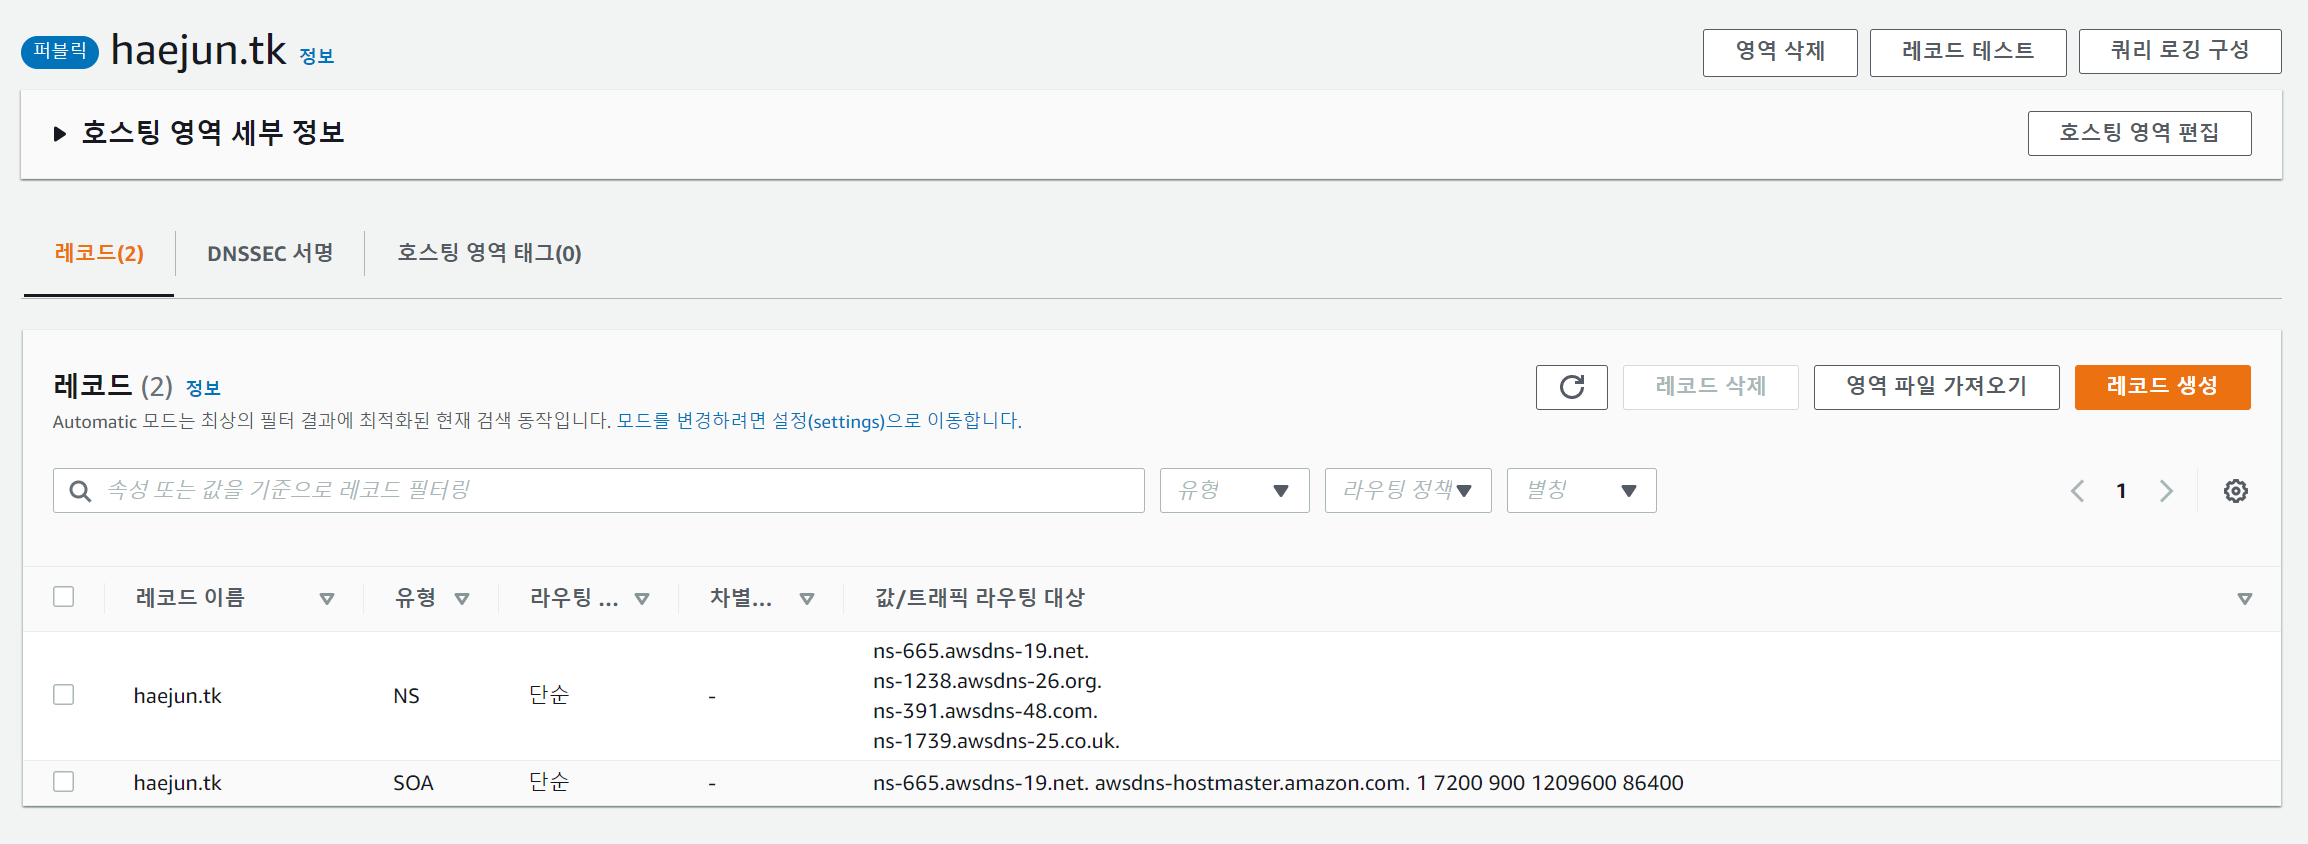 퍼블릭 haejun.tk 정보
영역 삭제 레코드 테스트 쿼리 로깅 구성
호스팅 영역 세부 정보
호스팅 영역 편집
레코드(2) DNSSEC 서명 호스팅 영역 태그(0)
레코드 (2) 정보
레코드 삭제 영역 파일 가져오기 레코드 생성
Automatic 모드는 최상의 필터 결과에 최적화된 현재 검색 동작입니다. 모드를 변경하려면 설정(settings)으로 이동합니다.
속성 또는 값을 기준으로 레코드 필터링 유형 라우팅 정책 별칭 1
레코드 이름 유형 라우팅 ... 차별... 값/트래픽 라우팅 대상
haejun.tk NS 단순 -
ns-665.awsdns-19.net.
ns-1238.awsdns-26.org.
ns-391.awsdns-48.com.
ns-1739.awsdns-25.co.uk.
haejun.tk SOA 단순 - ns-665.awsdns-19.net. awsdns-hostmaster.amazon.com. 1 7200 900 1209600 86400